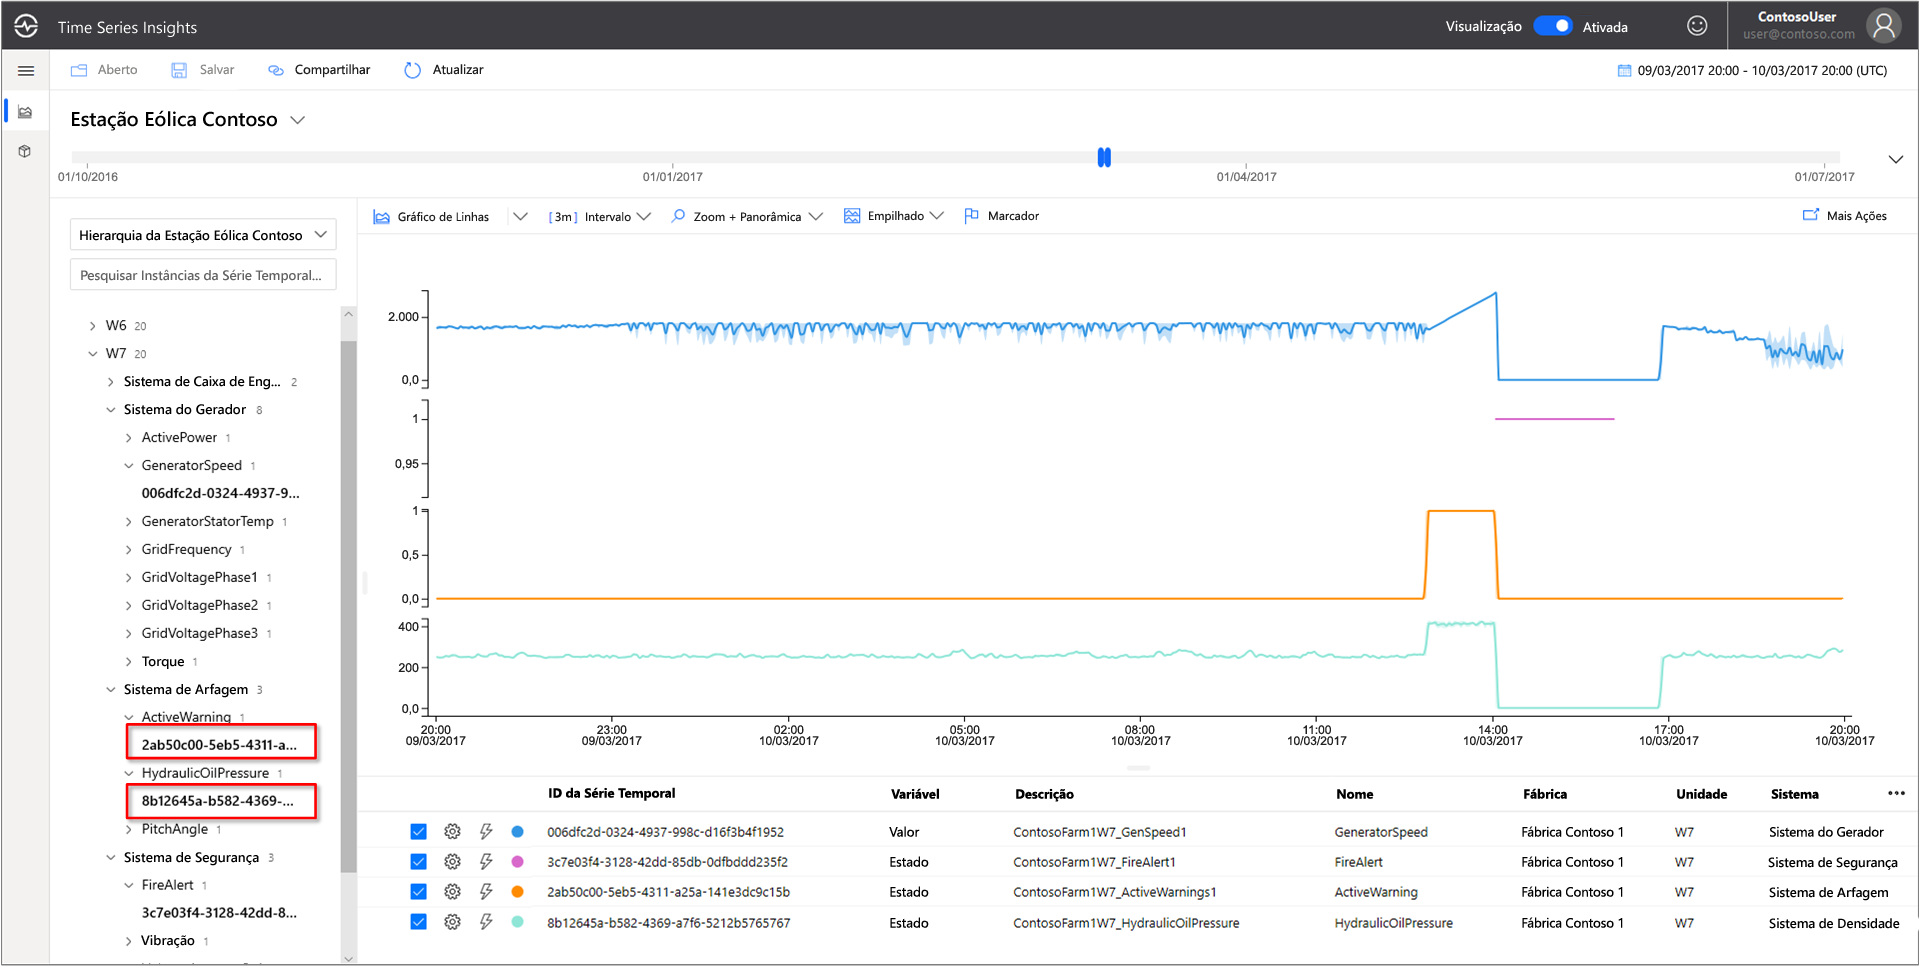 Time Series Insights
Visualização Ativada
ContosoUser
user@contoso.com
Aberto Salvar Compartilhar Atualizar
09/03/2017 20:00 - 10/03/2017 20:00 (UTC)
Estação Eólica Contoso
01/10/2016 01/01/2017 01/04/2017 01/07/2017
Hierarquia da Estação Eólica Contoso
Pesquisar Instâncias da Série Temporal...
W6 20
W7 20
Sistema de Caixa de Eng... 2
Sistema do Gerador 8
ActivePower 1
GeneratorSpeed 1
006dfc2d-0324-4937-9...
GeneratorStatorTemp 1
GridFrequency 1
GridVoltagePhase1 1
GridVoltagePhase2 1
GridVoltagePhase3 1
Torque 1
Sistema de Arfagem 3
ActiveWarning 1
2ab50c00-5eb5-4311-a...
HydraulicOilPressure 1
8b12645a-b582-4369-...
PitchAngle 1
Sistema de Segurança 3
FireAlert 1
3c7e03f4-3128-42dd-8...
Vibração 1
Gráfico de Linhas [3m] Intervalo Zoom + Panorâmica Empilhado Marcador Mais Ações
2.000
0,0
1
0,95
1
0,5
0,0
400
200
0,0
20:00 23:00 02:00 05:00 08:00 11:00 14:00 17:00 20:00
09/03/2017 09/03/2017 10/03/2017 10/03/2017 10/03/2017 10/03/2017 10/03/2017 10/03/2017 10/03/2017
ID da Série Temporal Variável Descrição Nome Fábrica Unidade Sistema
006dfc2d-0324-4937-998c-d16f3b4f1952 Valor ContosoFarm1W7_GenSpeed1 GeneratorSpeed Fábrica Contoso 1 W7 Sistema do Gerador
3c7e03f4-3128-42dd-85db-0dfbddd235f2 Estado ContosoFarm1W7_FireAlert1 FireAlert Fábrica Contoso 1 W7 Sistema de Segurança
2ab50c00-5eb5-4311-a25a-141e3dc9c15b Estado ContosoFarm1W7_ActiveWarnings1 ActiveWarning Fábrica Contoso 1 W7 Sistema de Arfagem
8b12645a-b582-4369-a7f6-5212b5765767 Estado ContosoFarm1W7_HydraulicOilPressure HydraulicOilPressure Fábrica Contoso 1 W7 Sistema de Densidade